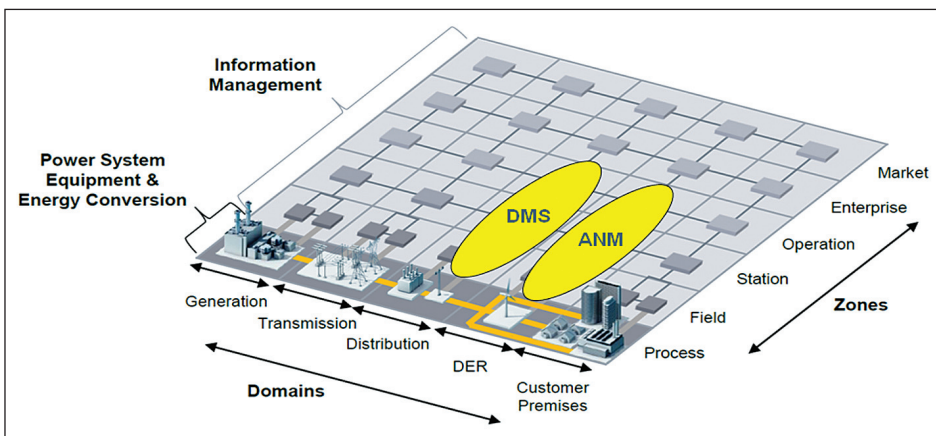 Information
Management
Power System
Equipment &
Energy Conversion
DMS
ANM
Market
Enterprise
Operation
Station
Field
Process
Zones
Generation
Transmission
Distribution
DER
Customer
Premises
Domains